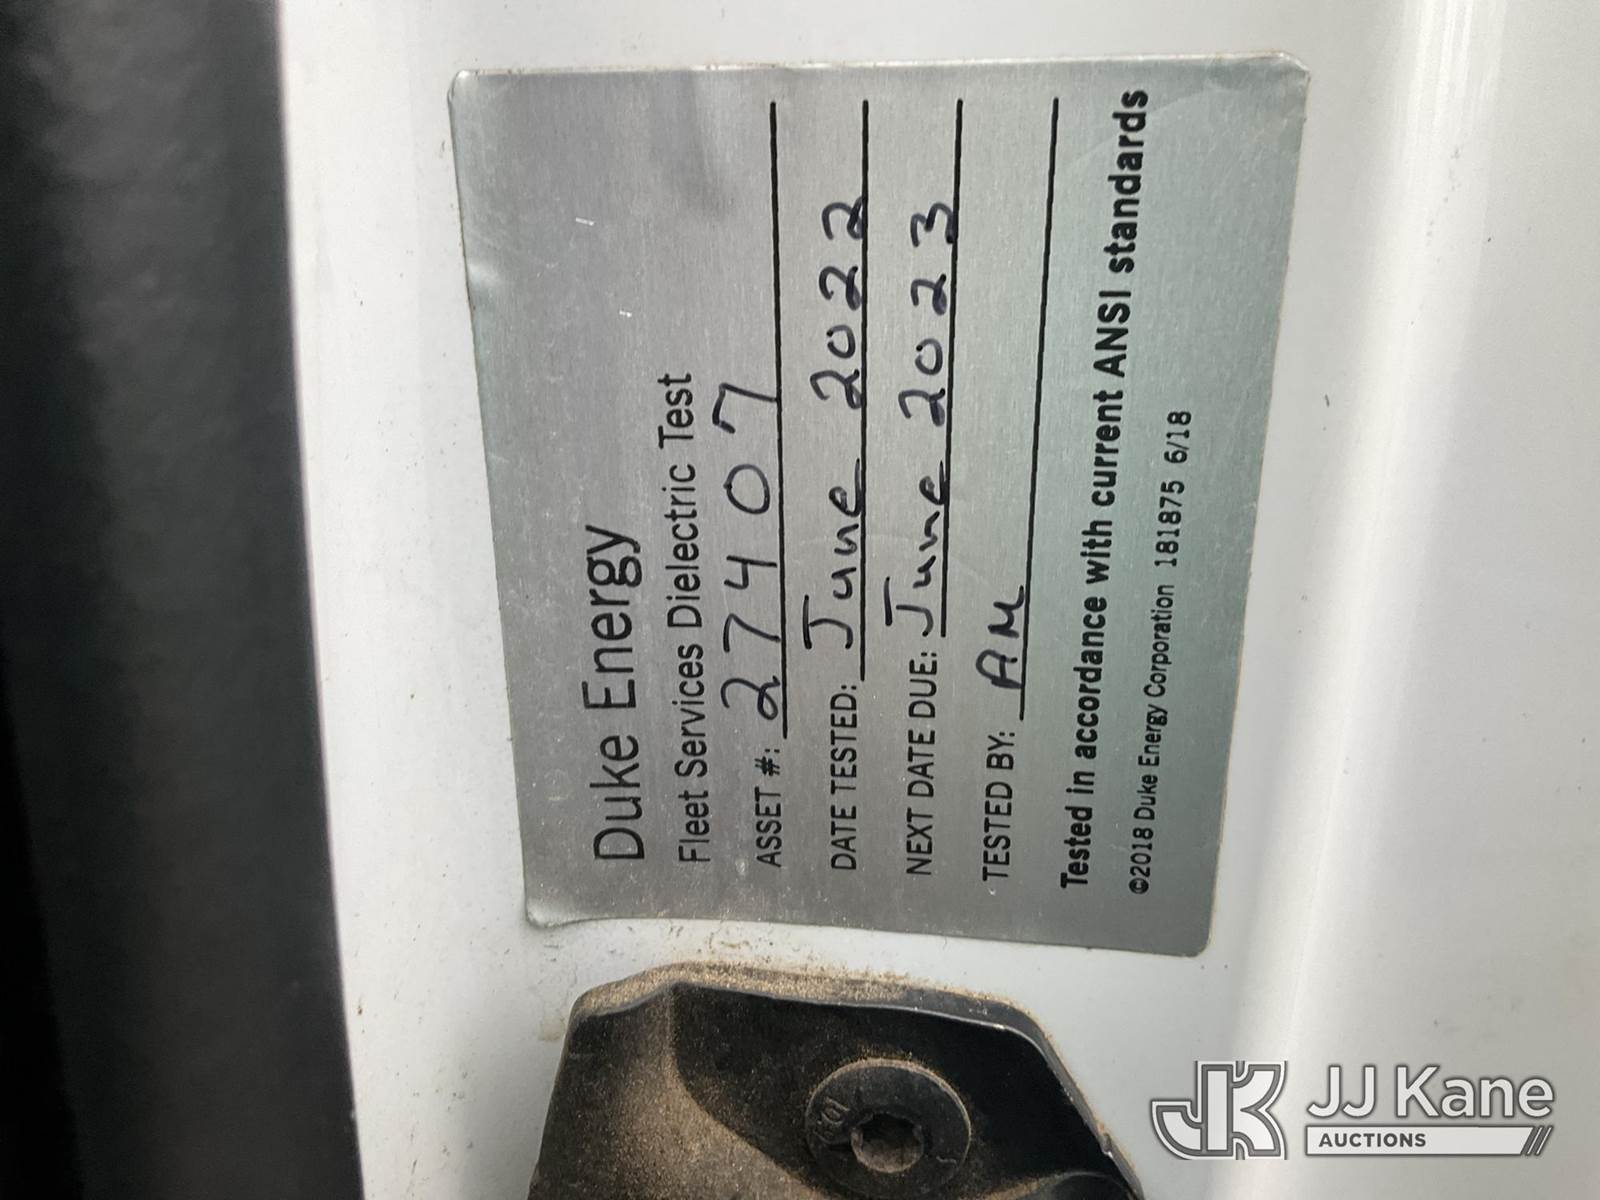 Duke Energy
Fleet Services Dielectric Test
ASSET #: 27407
DATE TESTED: June 2022
NEXT DATE DUE: June 2023
TESTED BY: AM
Tested in accordance with current ANSI standards
©2018 Duke Energy Corporation 181875 6/18
JK JJ Kane
AUCTIONS